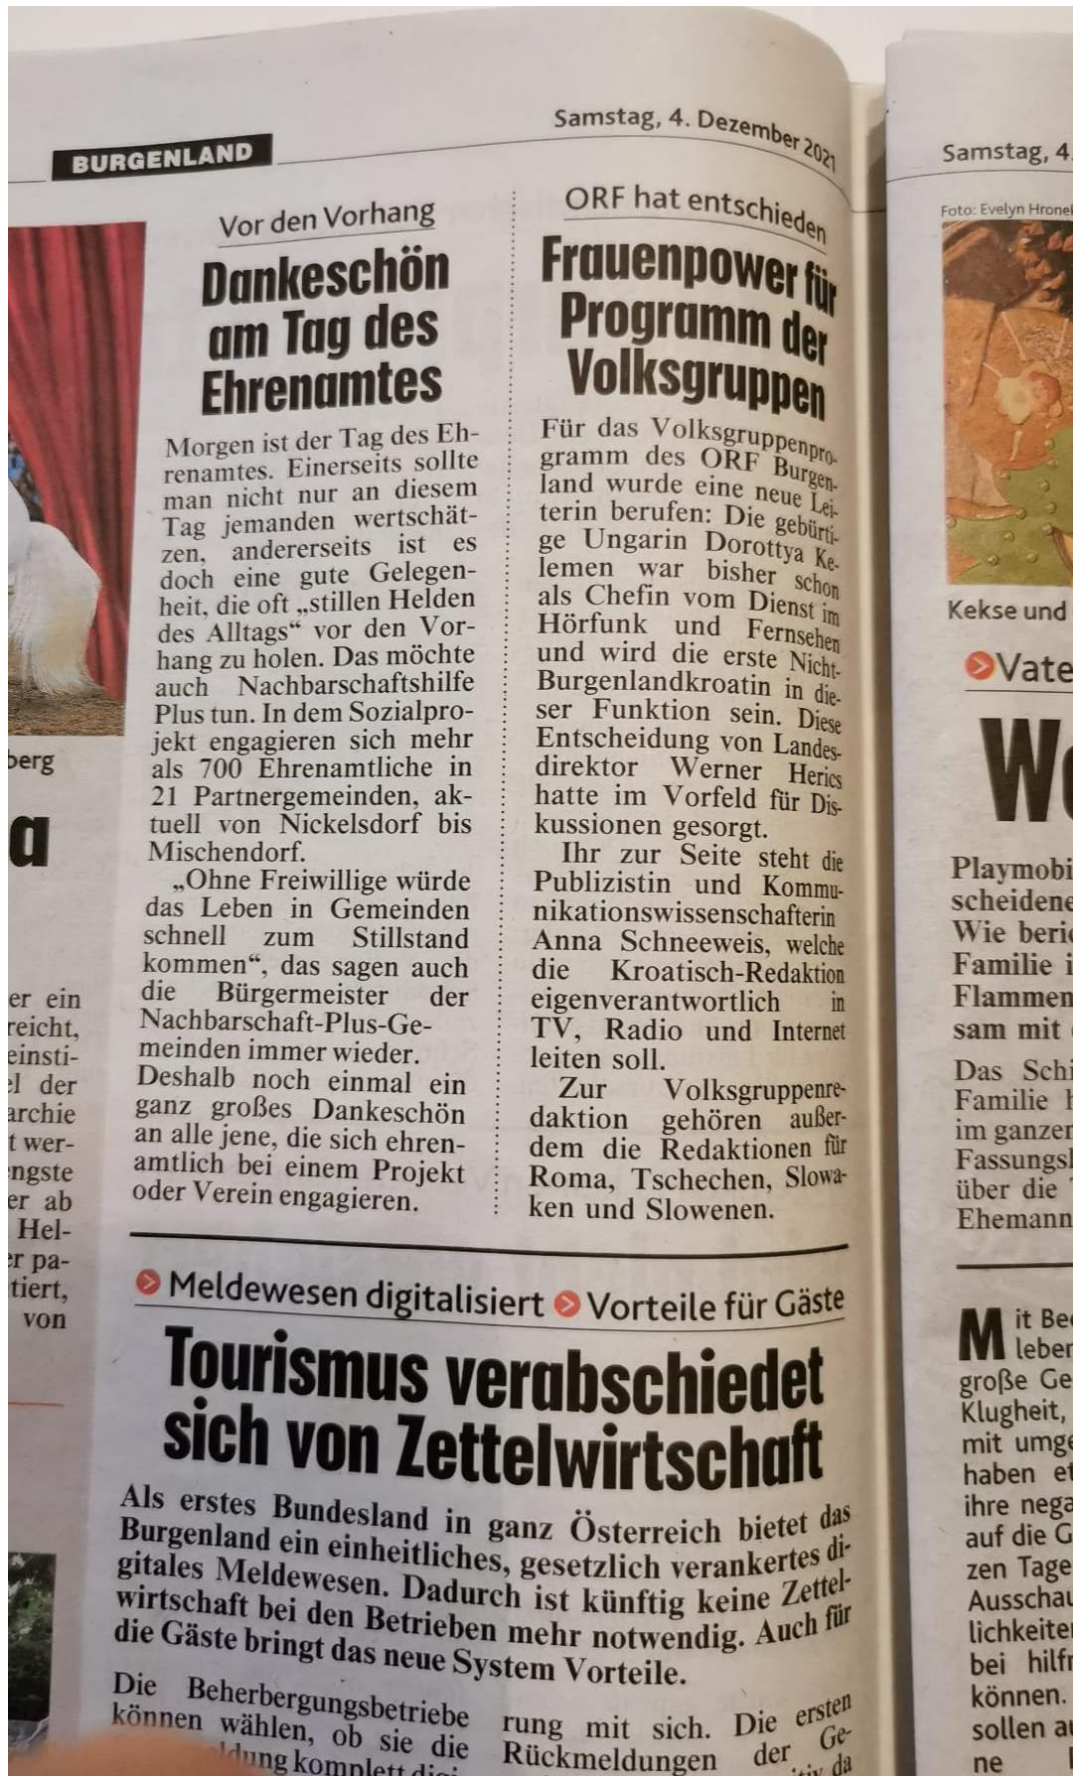 BURGENLAND
Samstag, 4. Dezember 2021
Vor den Vorhang
Dankeschön
am Tag des
Ehrenamtes
Morgen ist der Tag des Eh-
renamtes. Einerseits sollte
man nicht nur an diesem
Tag jemanden wertschät-
zen, andererseits ist es
doch eine gute Gelegen-
heit, die oft „stillen Helden
des Alltags“ vor den Vor-
hang zu holen. Das möchte
auch Nachbarschaftshilfe
Plus tun. In dem Sozialpro-
jekt engagieren sich mehr
als 700 Ehrenamtliche in
21 Partnergemeinden, ak-
tuell von Nickelsdorf bis
Mischendorf.
„Ohne Freiwillige würde
das Leben in Gemeinden
schnell zum Stillstand
kommen“, das sagen auch
die Bürgermeister der
Nachbarschaft-Plus-Ge-
meinden immer wieder.
Deshalb noch einmal ein
ganz großes Dankeschön
an alle jene, die sich ehren-
amtlich bei einem Projekt
oder Verein engagieren.
ORF hat entschieden
Frauenpower für
Programm der
Volksgruppen
Für das Volksgruppenpro-
gramm des ORF Burgen-
land wurde eine neue Lei-
terin berufen: Die gebürti-
ge Ungarin Dorottya Ke-
lemen war bisher schon
als Chefin vom Dienst im
Hörfunk und Fernsehen
und wird die erste Nicht-
Burgenlandkroatin in die-
ser Funktion sein. Diese
Entscheidung von Landes-
direktor Werner Herics
hatte im Vorfeld für Dis-
kussionen gesorgt.
Ihr zur Seite steht die
Publizistin und Kommu-
nikationswissenschafterin
Anna Schneeweis, welche
die Kroatisch-Redaktion
eigenverantwortlich in
TV, Radio und Internet
leiten soll.
Zur Volksgruppenre-
daktion gehören außer-
dem die Redaktionen für
Roma, Tschechen, Slowa-
ken und Slowenen.
Meldewesen digitalisiert Vorteile für Gäste
Tourismus verabschiedet
sich von Zettelwirtschaft
Als erstes Bundesland in ganz Österreich bietet das
Burgenland ein einheitliches, gesetzlich verankertes di-
gitales Meldewesen. Dadurch ist künftig keine Zettel-
wirtschaft bei den Betrieben mehr notwendig. Auch für
die Gäste bringt das neue System Vorteile.
Die Beherbergungsbetriebe
können wählen, ob sie die
komplett
rung mit sich. Die ersten
Rückmeldungen der Ge-
da
berg
a
er ein
reicht,
einsti-
el der
archie
t wer-
ngste
er ab
Hel-
er pa-
tiert,
von
Samstag, 4.
Foto: Evelyn Hronek
Kekse und
Vate
We
Playmobi
scheidene
Wie beric
Familie i
Flammen
sam mit
Das Schi
Familie h
im ganzen
Fassungsl
über die
Ehemann
Mit Bec
leben
große Ge
Klugheit,
mit umge
haben et
ihre nega
auf die G
zen Tage
Ausschau
lichkeiten
bei hilfr
können.
sollen au
ne